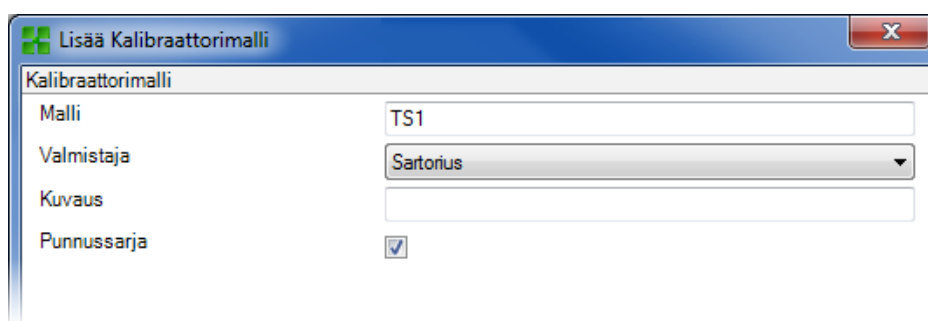 Lisää Kalibraattorimalli
Kalibraattorimalli
Malli TS1
Valmistaja Sartorius
Kuvaus
Punnussarja